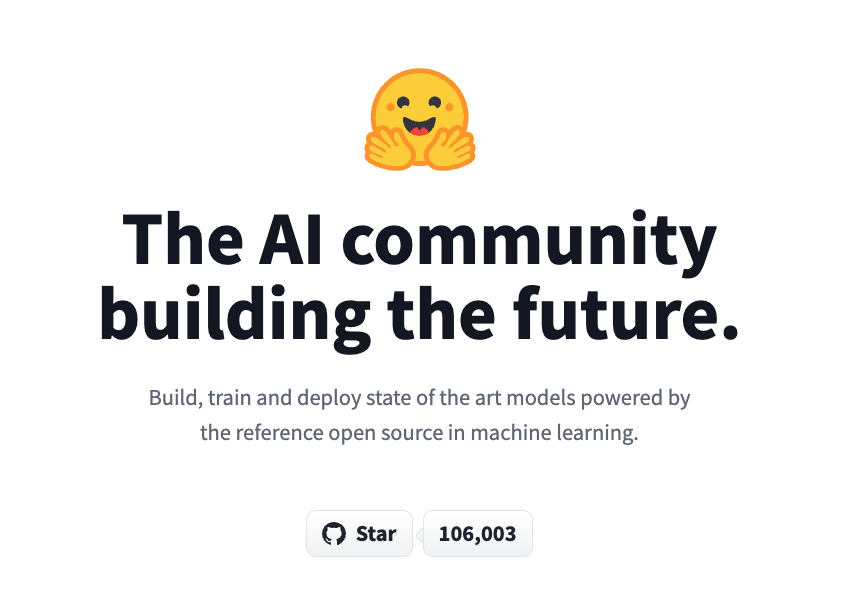 The AI community
building the future.
Build, train and deploy state of the art models powered by
the reference open source in machine learning.
Star 106,003